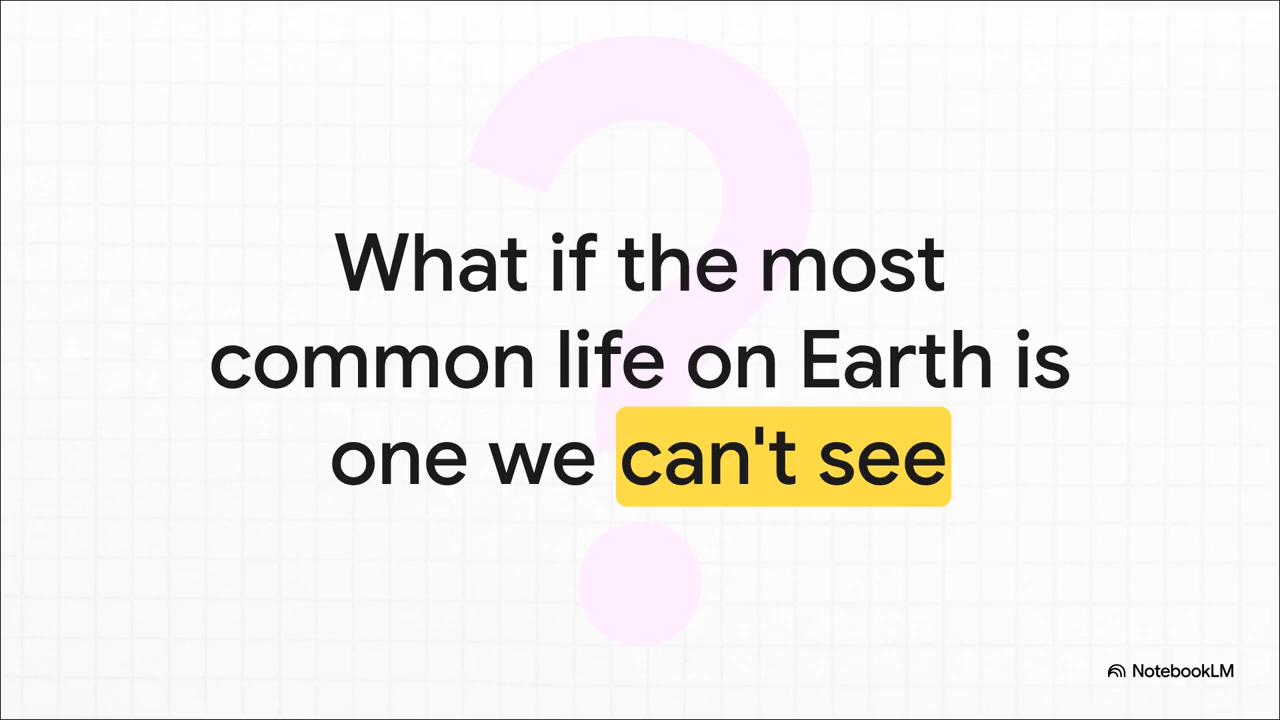 What if the most
common life on Earth is
one we can't see
NotebookLM